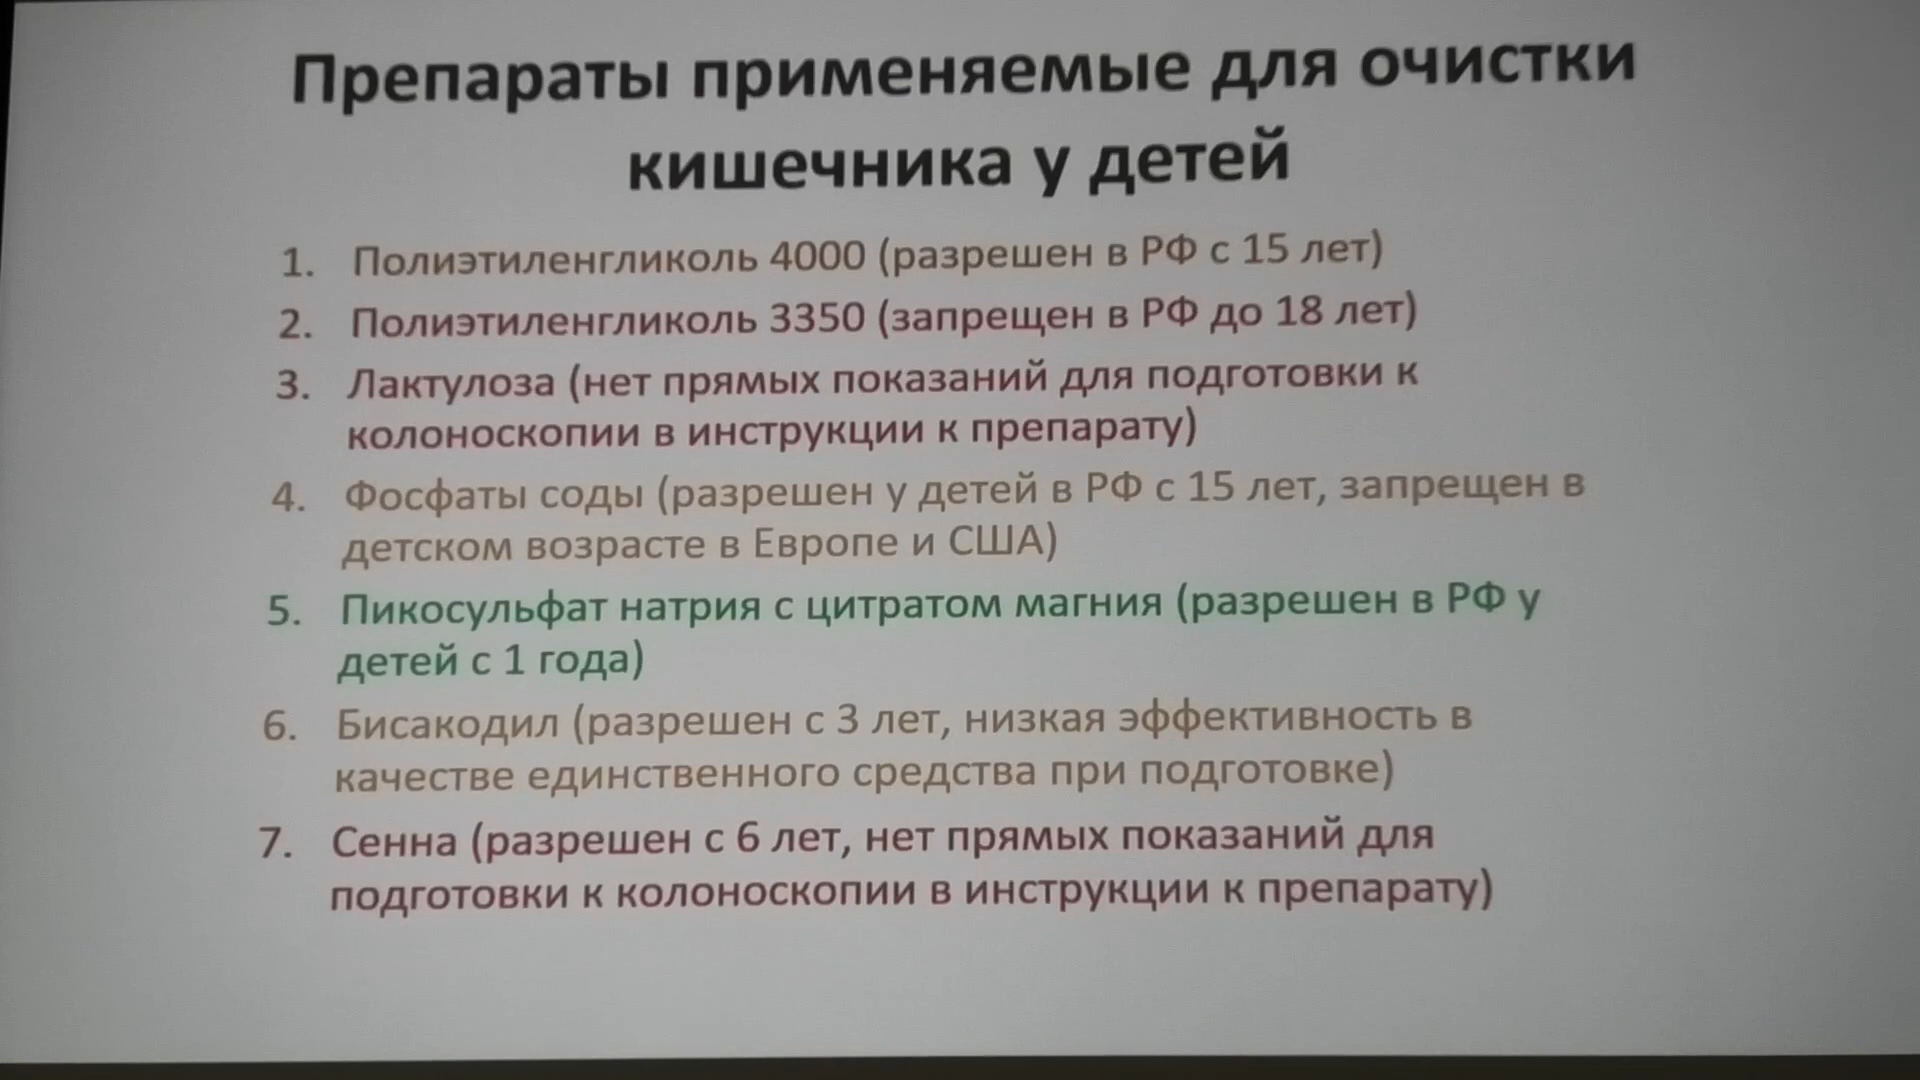 Препараты применяемые для очистки
кишечника у детей
1. Полиэтиленгликоль 4000 (разрешен в РФ с 15 лет)
2. Полиэтиленгликоль 3350 (запрещен в РФ до 18 лет)
3. Лактулоза (нет прямых показаний для подготовки к
колоноскопии в инструкции к препарату)
4. Фосфаты соды (разрешен у детей в РФ с 15 лет, запрещен в
детском возрасте в Европе и США)
5. Пикосульфат натрия с цитратом магния (разрешен в РФ у
детей с 1 года)
6. Бисакодил (разрешен с 3 лет, низкая эффективность в
качестве единственного средства при подготовке)
7. Сенна (разрешен с 6 лет, нет прямых показаний для
подготовки к колоноскопии в инструкции к препарату)